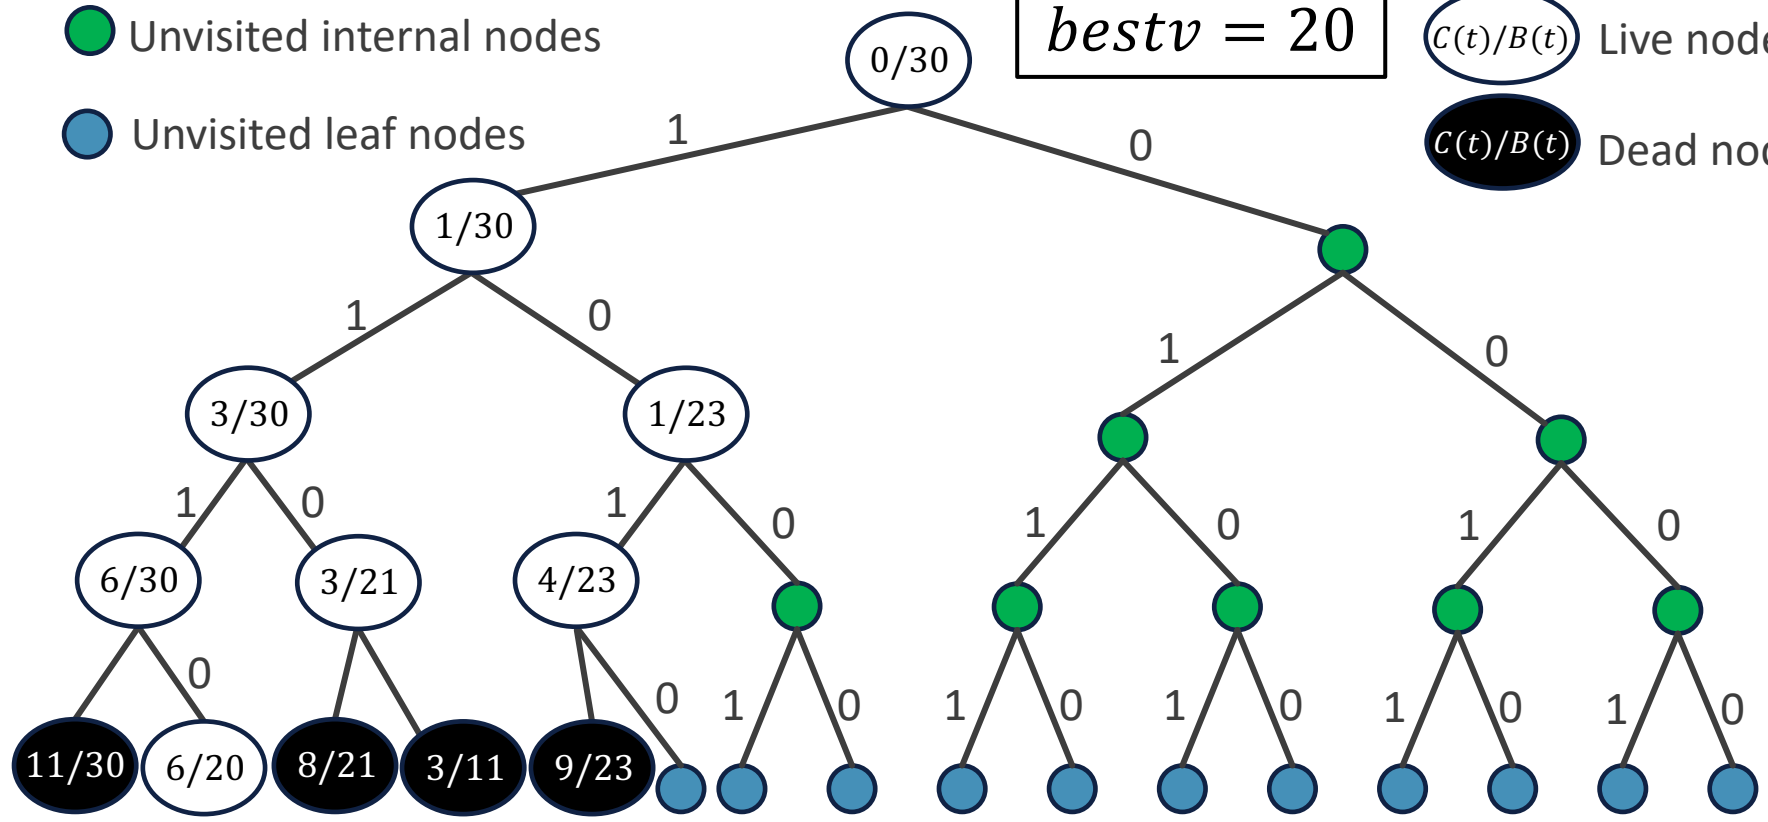 Unvisited internal nodes
Unvisited leaf nodes
bestv = 20
C(t)/B(t) Live
C(t)/B(t) Dead
0/30
1 0
1/30
1 0 1 0
3/30 1/23
1 0 1 0 1 0 1 0
6/30 3/21 4/23
0 0 1 0 1 0 1 0 1 0 1 0
11/30 6/20 8/21 3/11 9/23